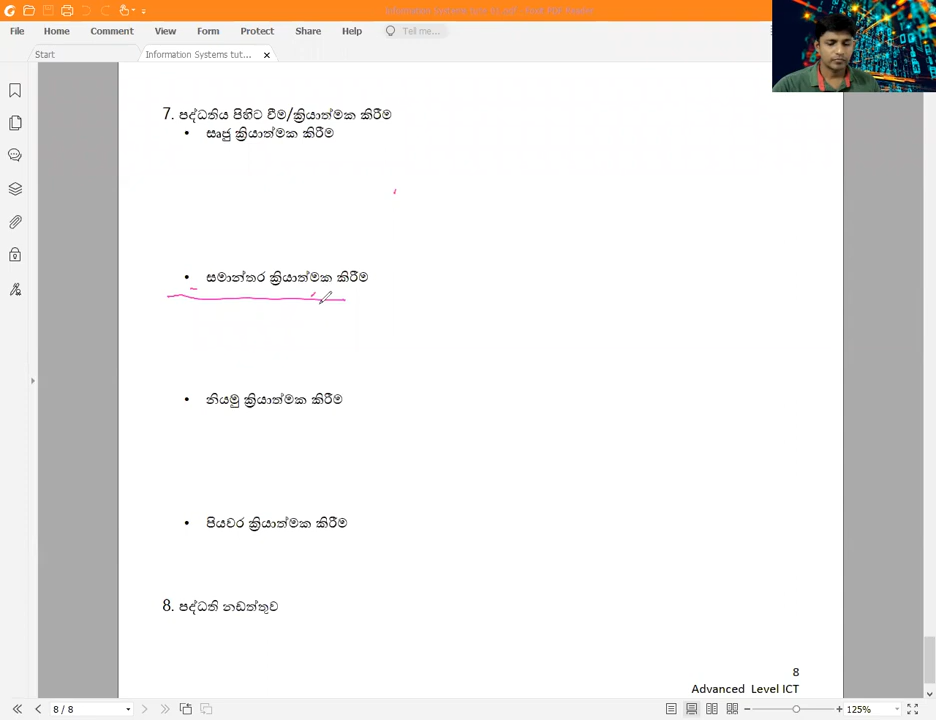 File Home Comment View Form Protect Share Help Tell me...
Start Information Systems tut...
7. පද්ධතිය පිහිට වීම/ක්‍රියාත්මක කිරීම
• සෘජු ක්‍රියාත්මක කිරීම
• සමාන්තර ක්‍රියාත්මක කිරීම
• නියමු ක්‍රියාත්මක කිරීම
• පියවර ක්‍රියාත්මක කිරීම
8. පද්ධති නඩත්තුව
8
Advanced Level ICT
8 / 8 125%